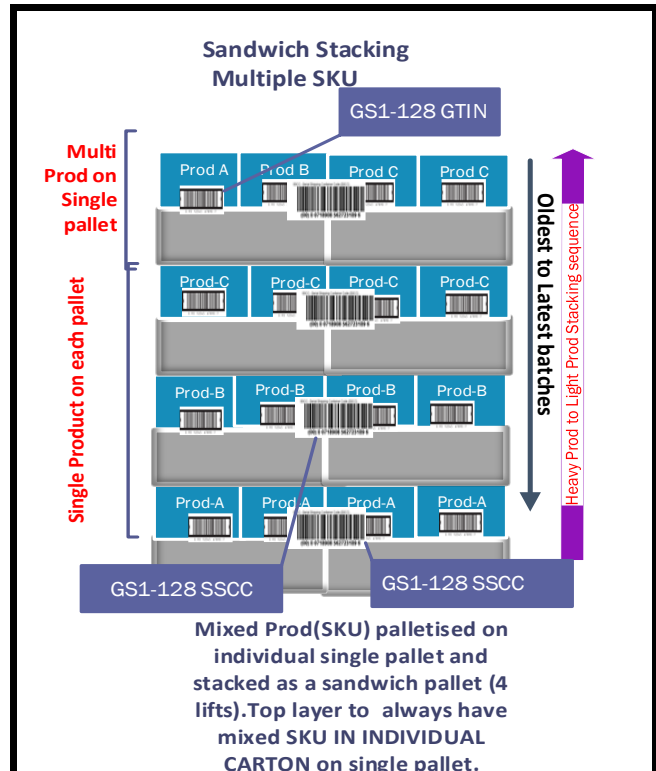 Sandwich Stacking
Multiple SKU
GS1-128 GTIN
Multi
Prod on
Single
pallet
Prod A
Prod B
Prod C
Prod C
Single Product on each pallet
Prod-C
Prod-C
Prod-C
Prod-C
Prod-B
Prod-B
Prod-B
Prod-B
Prod-A
Prod-A
Prod-A
Prod-A
Oldest to Latest batches
Heavy Prod to Light Prod Stacking sequence
GS1-128 SSCC
GS1-128 SSCC
Mixed Prod(SKU) palletised on
individual single pallet and
stacked as a sandwich pallet (4
lifts).Top layer to always have
mixed SKU IN INDIVIDUAL
CARTON on single pallet.